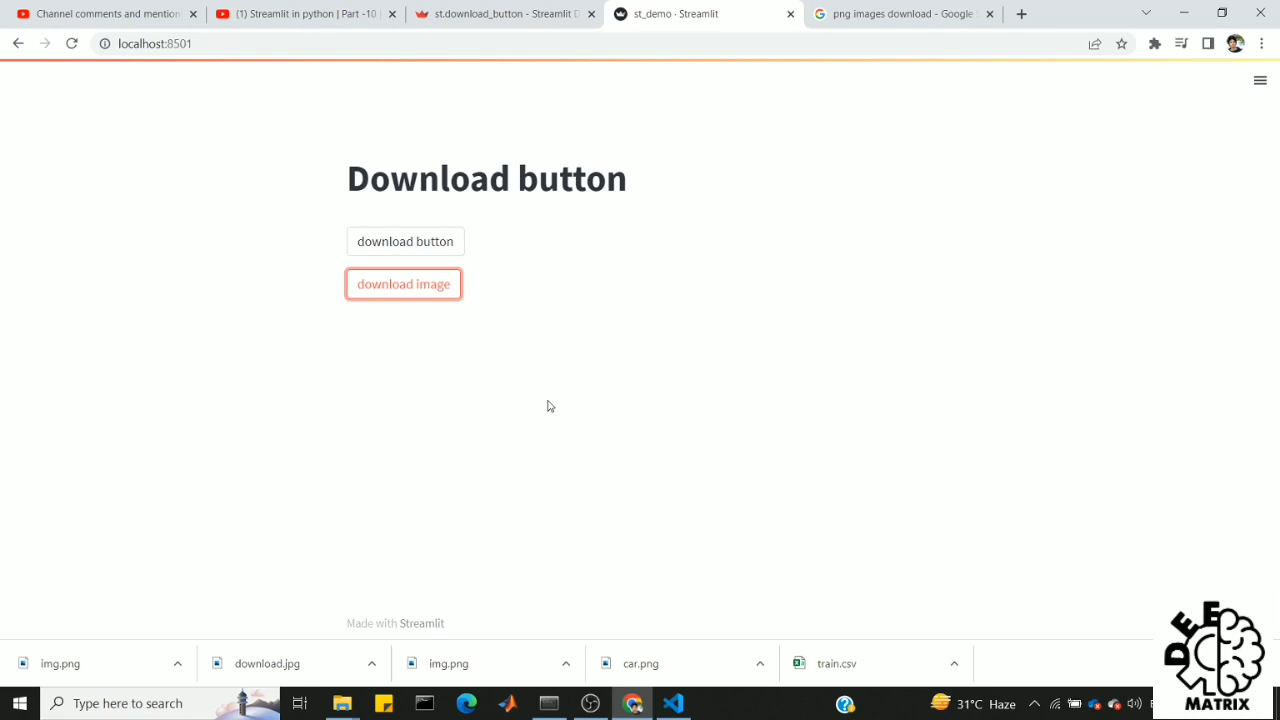 Channel comments and mention
(1) Streamlit in python | Part -10 |
st.download_button - Streamlit D
st_demo · Streamlit
png images download - Google
localhost:8501
Download button
download button
download image
Made with Streamlit
img.png
download.jpg
img.png
car.png
train.csv
Type here to search
31°C Haze
DEE
MATRIX